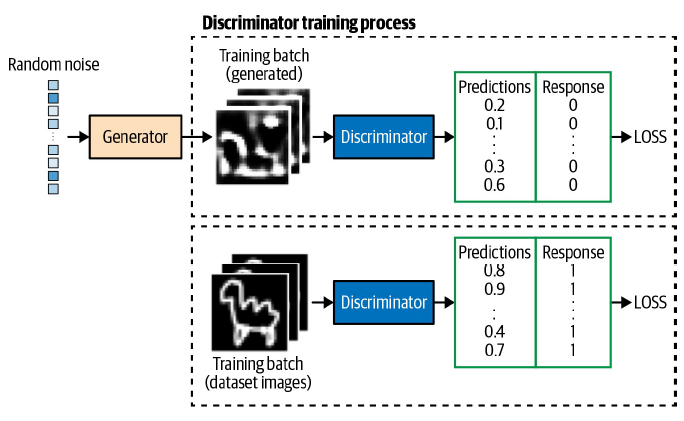 Discriminator training process
Random noise
Generator
Training batch
(generated)
Discriminator
Predictions Response
0.2 0
0.1 0
⋮ ⋮
0.3 0
0.6 0
LOSS
Training batch
(dataset images)
Discriminator
Predictions Response
0.8 1
0.9 1
⋮ ⋮
0.4 1
0.7 1
LOSS